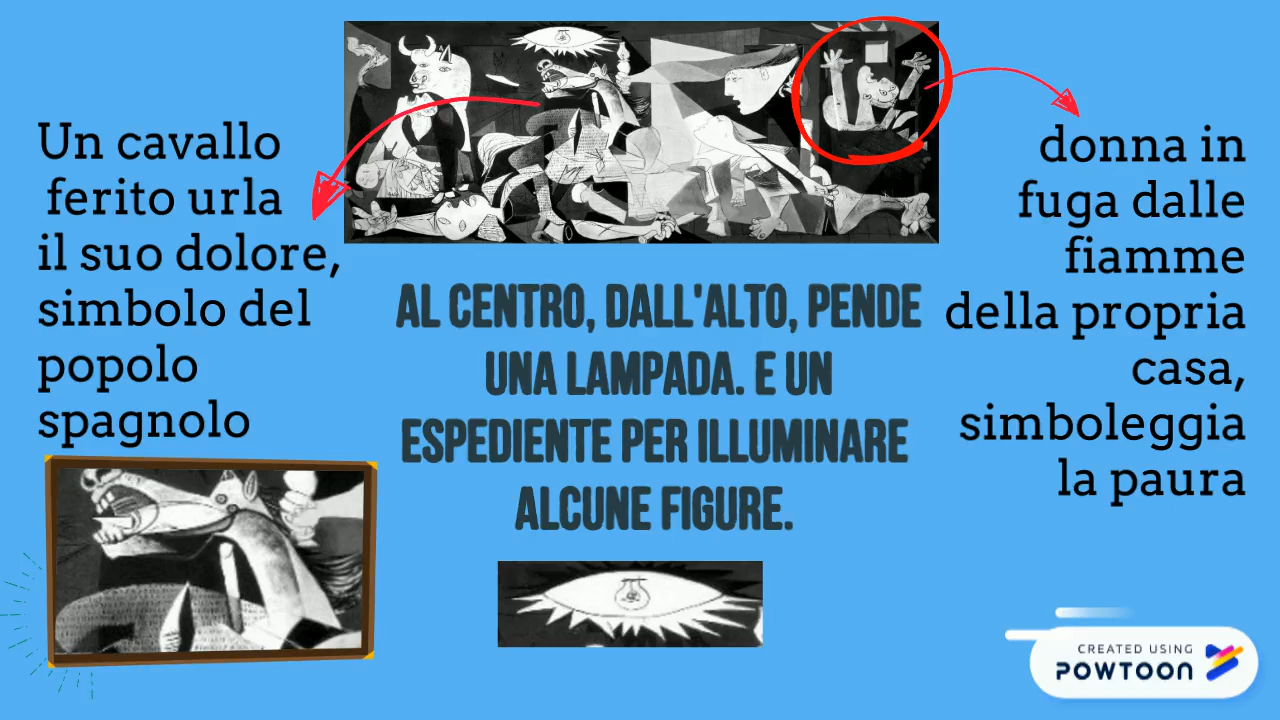 Un cavallo
ferito urla
il suo dolore,
simbolo del
popolo
spagnolo
AL CENTRO, DALL'ALTO, PENDE
UNA LAMPADA. E UN
ESPEDIENTE PER ILLUMINARE
ALCUNE FIGURE.
donna in
fuga dalle
fiamme
della propria
casa,
simboleggia
la paura
CREATED USING
POWTOON